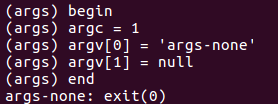 (args) begin
(args) argc = 1
(args) argv[0] = 'args-none'
(args) argv[1] = null
(args) end
args-none: exit(0)